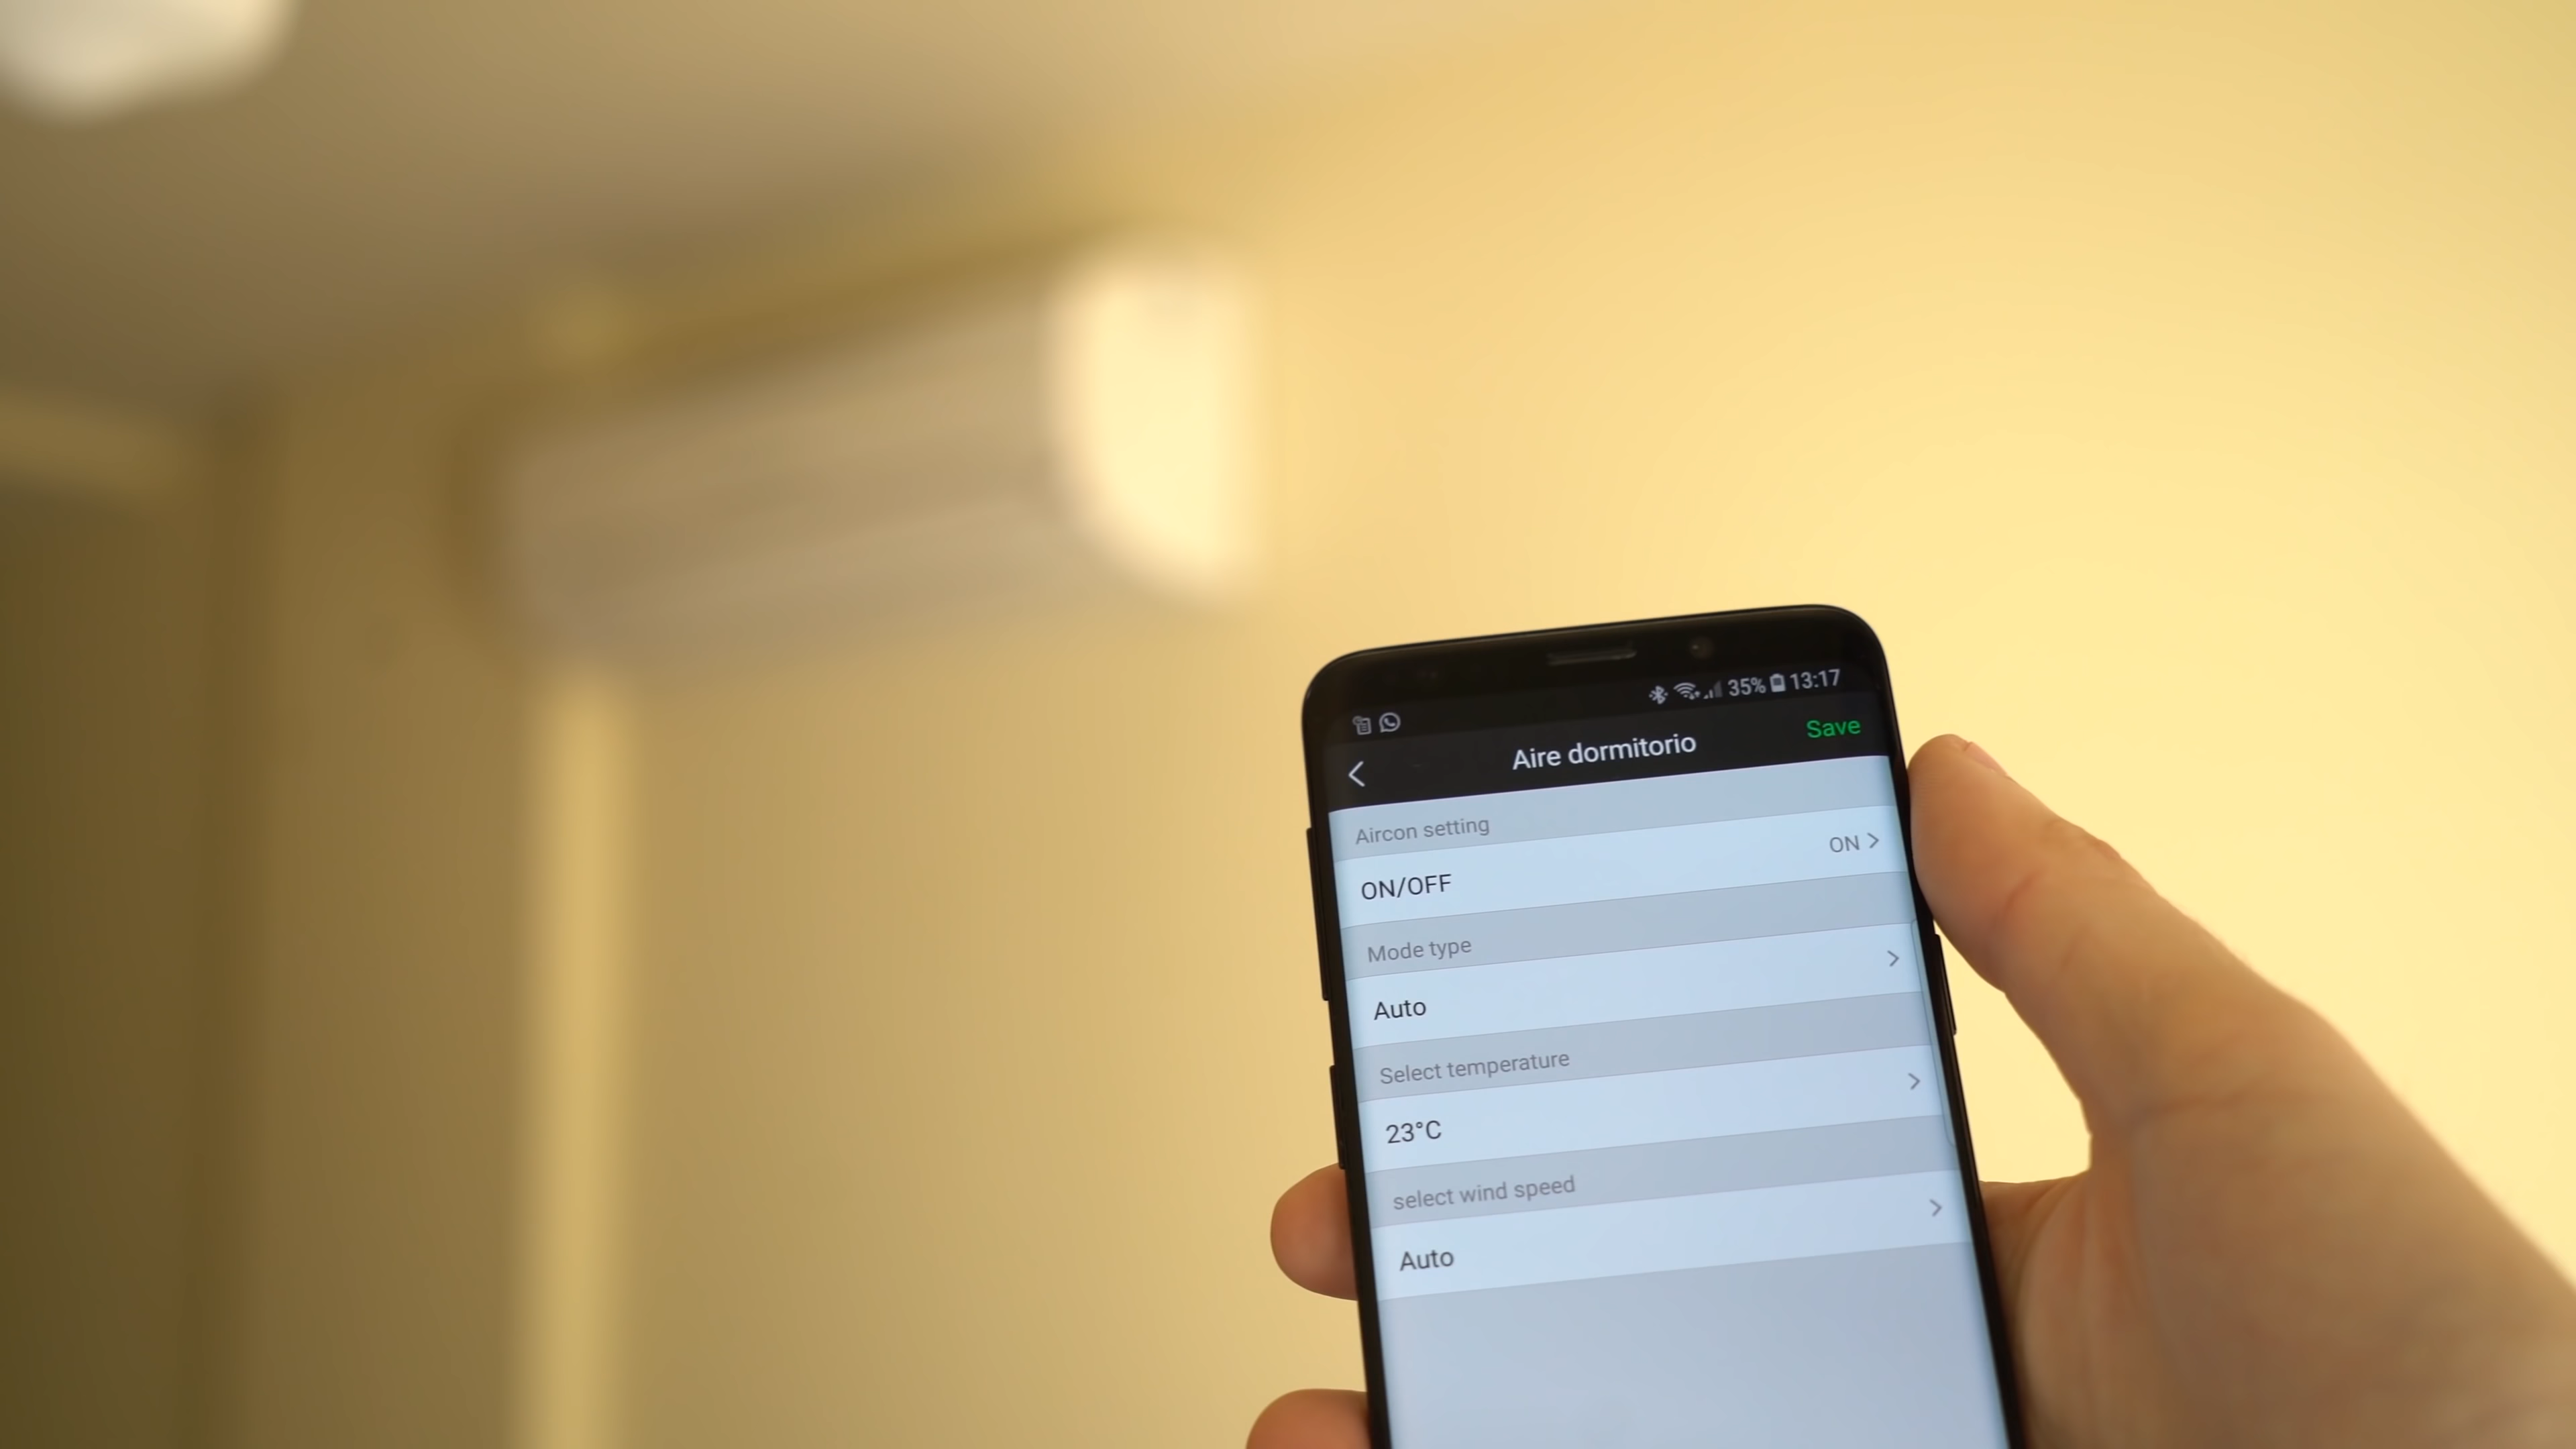 35% 13:17
Aire dormitorio Save
Aircon setting
ON/OFF ON
Mode type
Auto
Select temperature
23°C
select wind speed
Auto